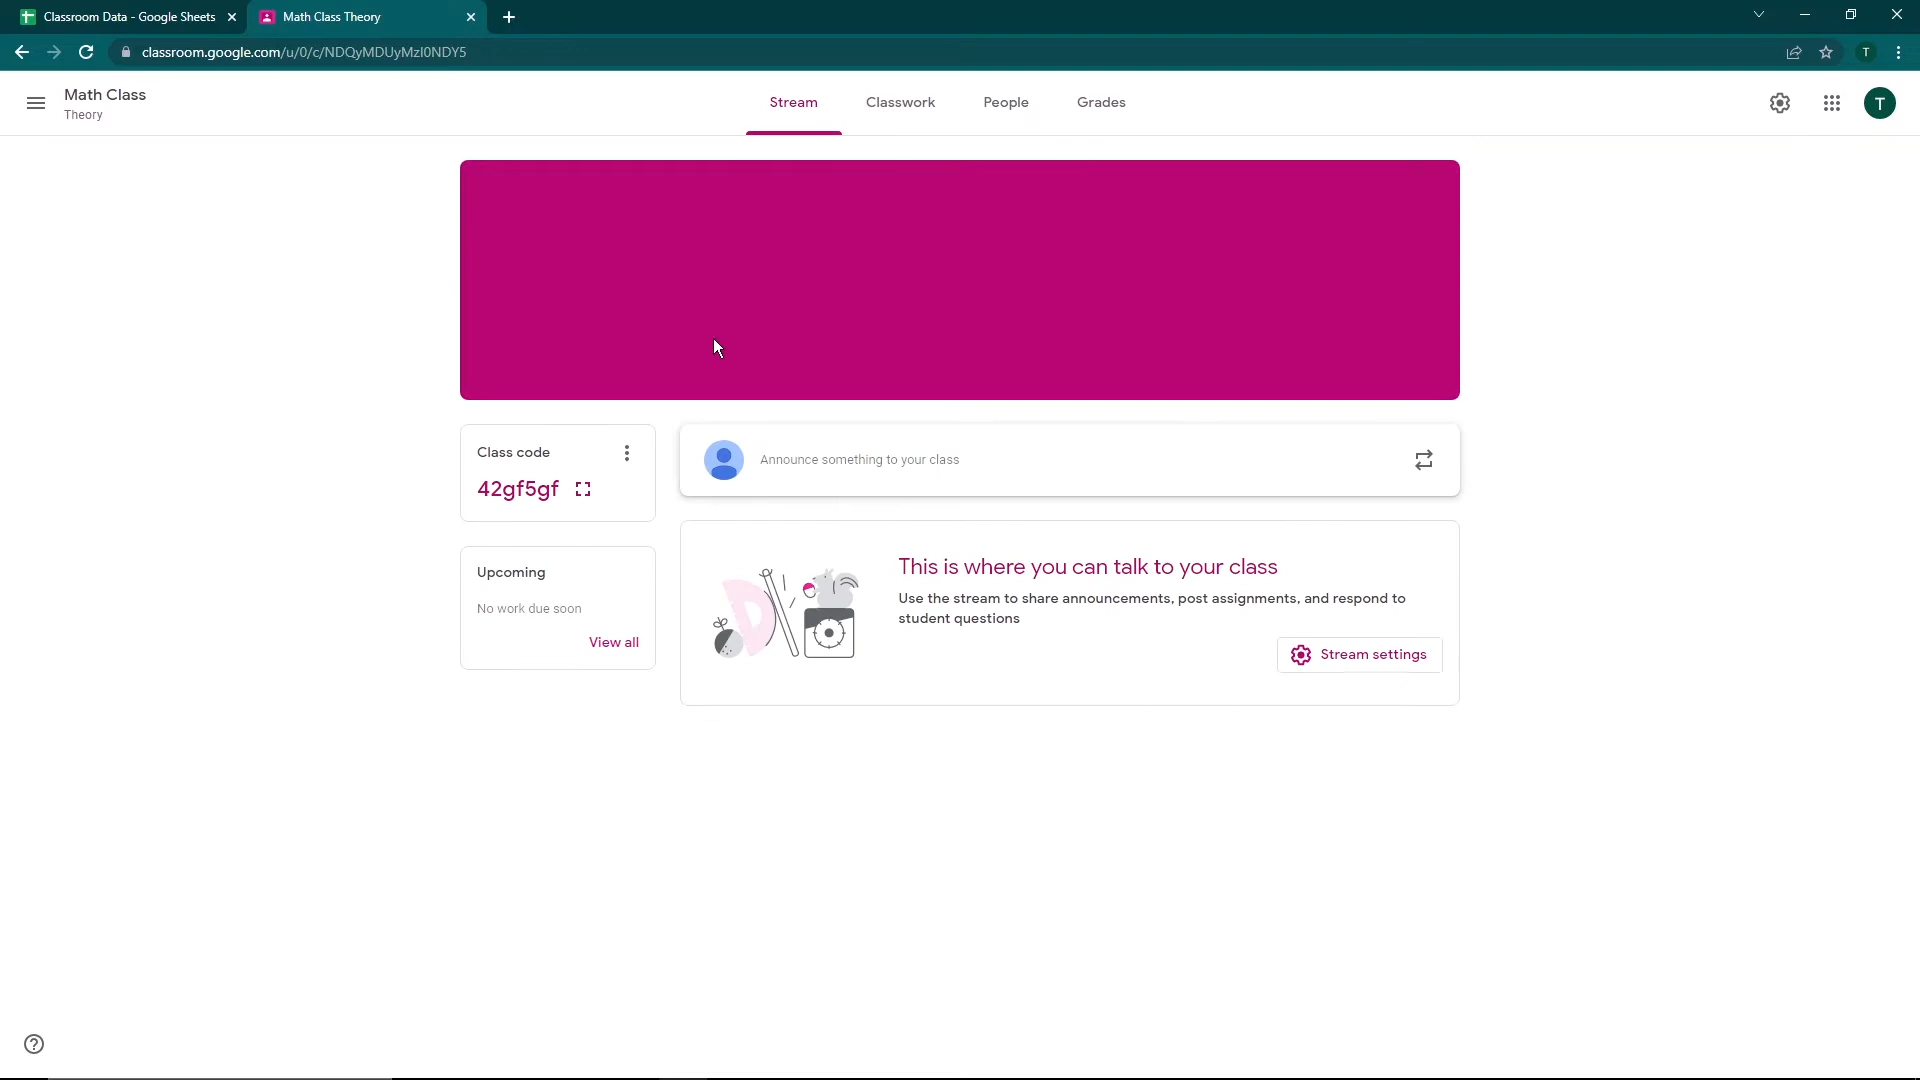 Classroom Data - Google Sheets
Math Class Theory
classroom.google.com/u/0/c/NDQyMDUyMzI0NDY5
T
Math Class
Theory
Stream
Classwork
People
Grades
T
Class code
42gf5gf
Announce something to your class
Upcoming
No work due soon
View all
This is where you can talk to your class
Use the stream to share announcements, post assignments, and respond to
student questions
Stream settings